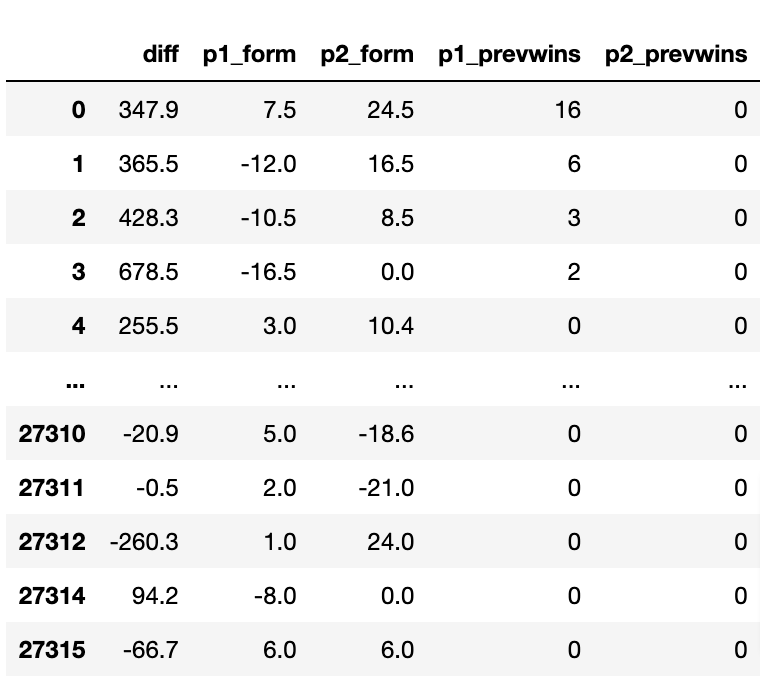 diff p1_form p2_form p1_prevwins p2_prevwins
0 347.9 7.5 24.5 16 0
1 365.5 -12.0 16.5 6 0
2 428.3 -10.5 8.5 3 0
3 678.5 -16.5 0.0 2 0
4 255.5 3.0 10.4 0 0
... ... ... ... ... ...
27310 -20.9 5.0 -18.6 0 0
27311 -0.5 2.0 -21.0 0 0
27312 -260.3 1.0 24.0 0 0
27314 94.2 -8.0 0.0 0 0
27315 -66.7 6.0 6.0 0 0